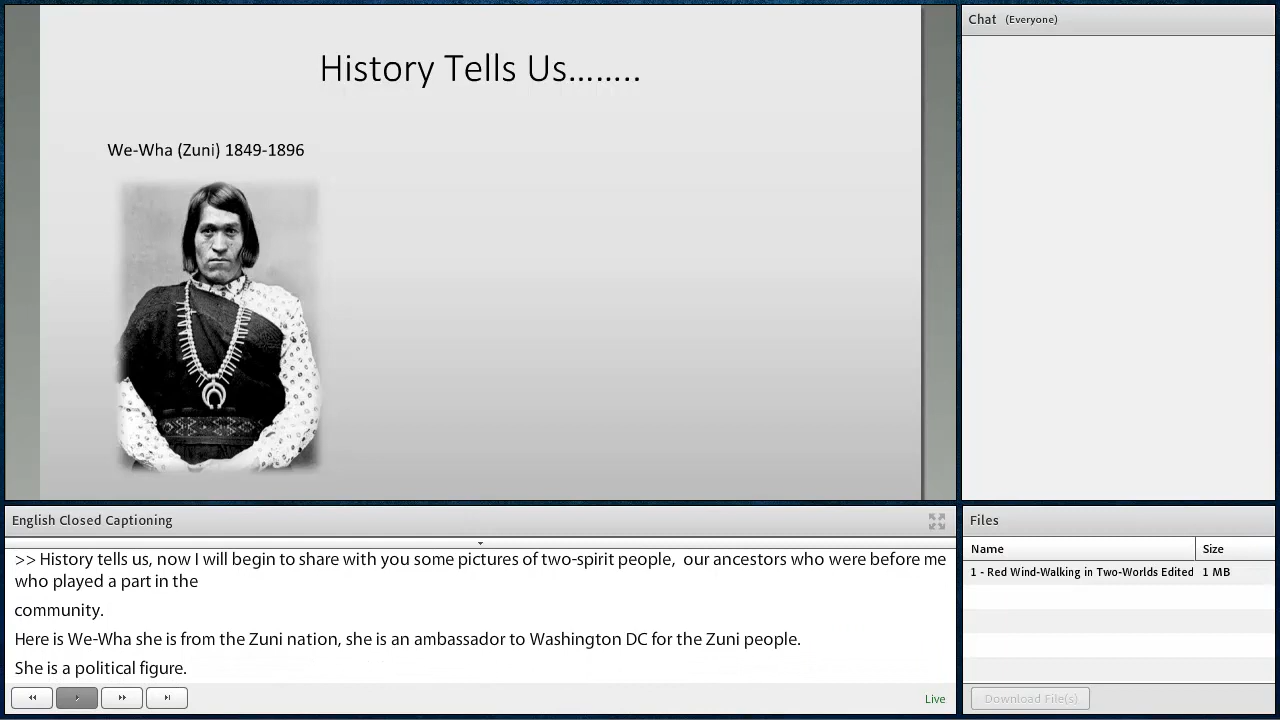 History Tells Us........
We-Wha (Zuni) 1849-1896
Chat (Everyone)
English Closed Captioning
>> History tells us, now I will begin to share with you some pictures of two-spirit people,  our ancestors who were before me
who played a part in the
community.
Here is We-Wha she is from the Zuni nation, she is an ambassador to Washington DC for the Zuni people.
She is a political figure.
Live
Files
Name Size
1 - Red Wind-Walking in Two-Worlds Edited 1 MB
Download File(s)